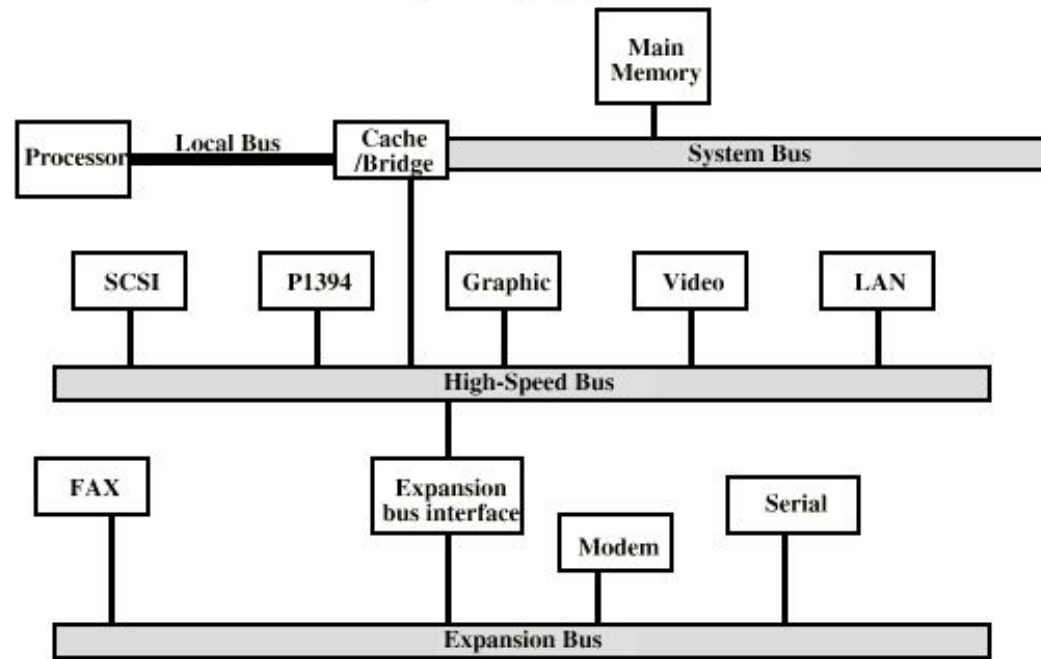 Main
Memory
Processor
Local Bus
Cache
/Bridge
System Bus
SCSI
P1394
Graphic
Video
LAN
High-Speed Bus
FAX
Expansion
bus interface
Modem
Serial
Expansion Bus